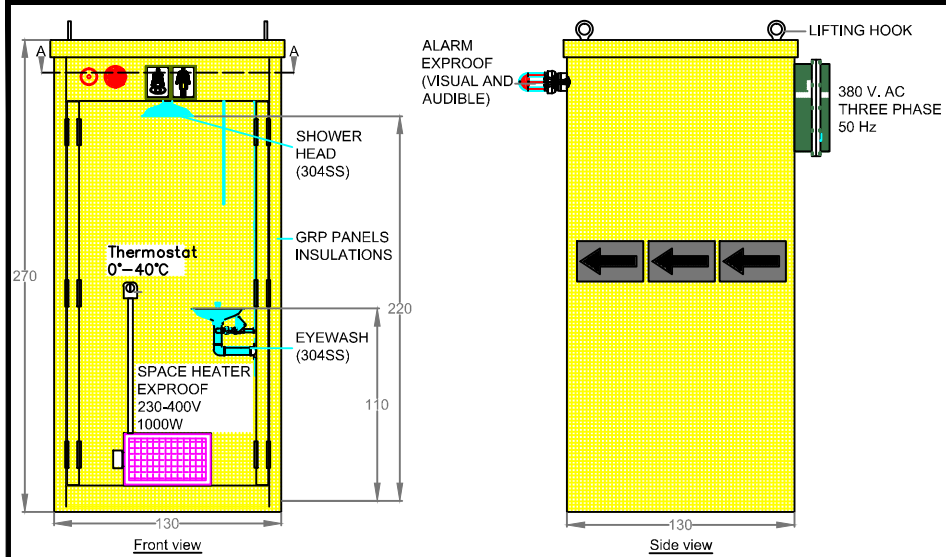 A
A
SHOWER
HEAD
(304SS)
GRP PANELS
INSULATIONS
Thermostat
0°-40°C
270
220
EYEWASH
(304SS)
SPACE HEATER
EXPROOF
230-400V
1000W
110
130
Front view
LIFTING HOOK
ALARM
EXPROOF
(VISUAL AND
AUDIBLE)
380 V. AC
THREE PHASE
50 Hz
130
Side view